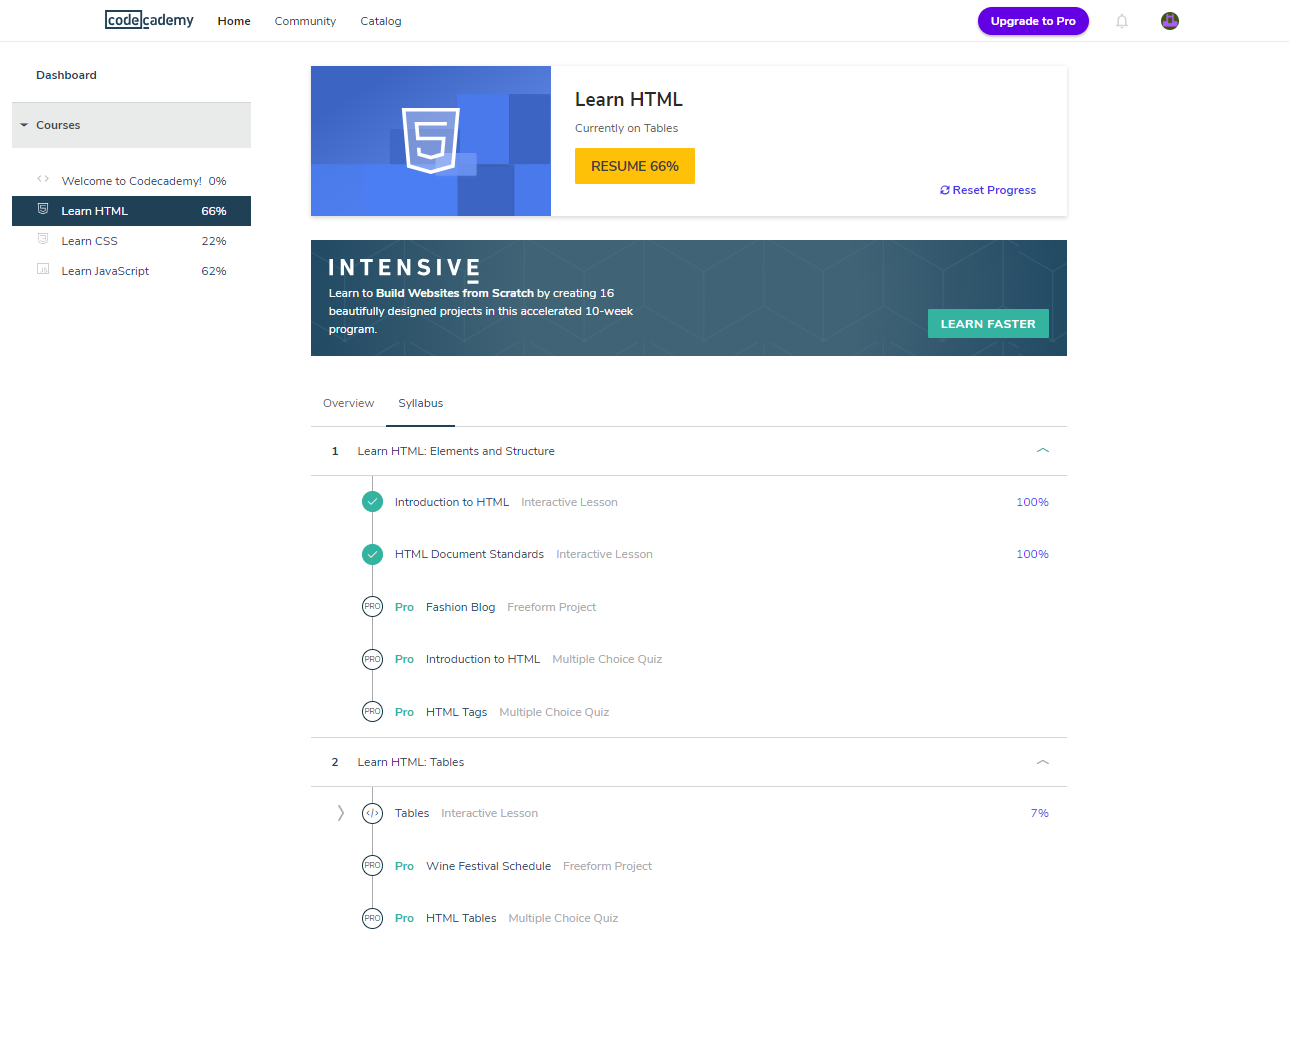 codecademy Home Community Catalog Upgrade to Pro
Dashboard
Courses
Welcome to Codecademy! 0%
Learn HTML 66%
Learn CSS 22%
Learn JavaScript 62%
Learn HTML
Currently on Tables
RESUME 66%
Reset Progress
INTENSIVE
Learn to Build Websites from Scratch by creating 16
beautifully designed projects in this accelerated 10-week
program.
LEARN FASTER
Overview Syllabus
1 Learn HTML: Elements and Structure
Introduction to HTML Interactive Lesson 100%
HTML Document Standards Interactive Lesson 100%
PRO Pro Fashion Blog Freeform Project
PRO Pro Introduction to HTML Multiple Choice Quiz
PRO Pro HTML Tags Multiple Choice Quiz
2 Learn HTML: Tables
</> Tables Interactive Lesson 7%
PRO Pro Wine Festival Schedule Freeform Project
PRO Pro HTML Tables Multiple Choice Quiz